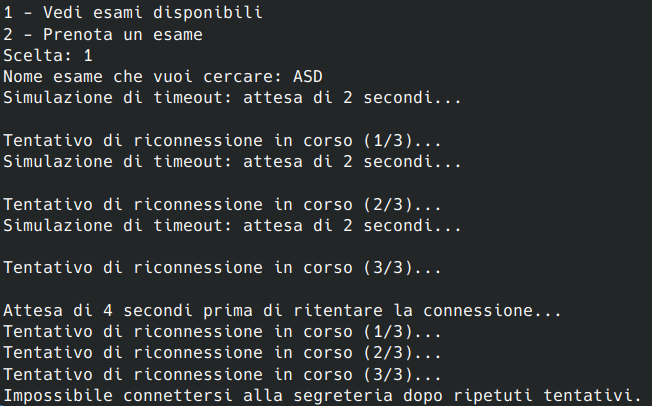 1 - Vedi esami disponibili
2 - Prenota un esame
Scelta: 1
Nome esame che vuoi cercare: ASD
Simulazione di timeout: attesa di 2 secondi...
Tentativo di riconnessione in corso (1/3)...
Simulazione di timeout: attesa di 2 secondi...
Tentativo di riconnessione in corso (2/3)...
Simulazione di timeout: attesa di 2 secondi...
Tentativo di riconnessione in corso (3/3)...
Attesa di 4 secondi prima di ritentare la connessione...
Tentativo di riconnessione in corso (1/3)...
Tentativo di riconnessione in corso (2/3)...
Tentativo di riconnessione in corso (3/3)...
Impossibile connettersi alla segreteria dopo ripetuti tentativi.